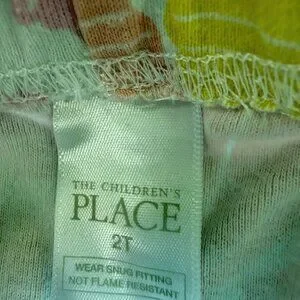 THE CHILDREN'S
PLACE
2T
WEAR SNUG FITTING
NOT FLAME RESISTANT